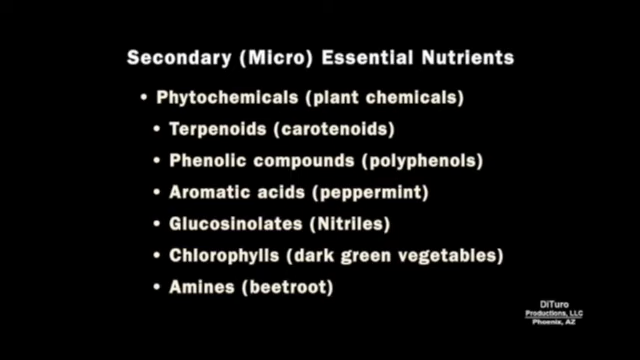 Secondary (Micro) Essential Nutrients
• Phytochemicals (plant chemicals)
• Terpenoids (carotenoids)
• Phenolic compounds (polyphenols)
• Aromatic acids (peppermint)
• Glucosinolates (Nitriles)
• Chlorophylls (dark green vegetables)
• Amines (beetroot)
DiTuro
Productions, LLC
Phoenix, AZ